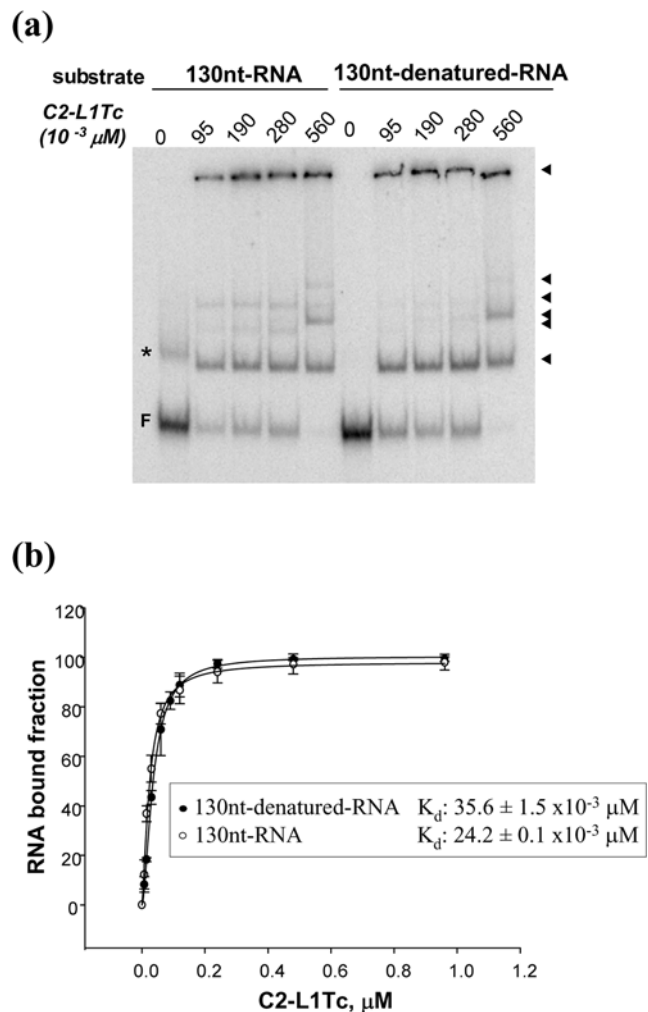 (a)
substrate 130nt-RNA 130nt-denatured-RNA
C2-L1Tc
(10 -3 μM) 0 95 190 280 560 0 95 190 280 560
*
F
(b)
120
100
80
60
40
20
0
RNA bound fraction
130nt-denatured-RNA Kd: 35.6 ± 1.5 x10-3 μM
130nt-RNA Kd: 24.2 ± 0.1 x10-3 μM
0.0 0.2 0.4 0.6 0.8 1.0 1.2
C2-L1Tc, μM